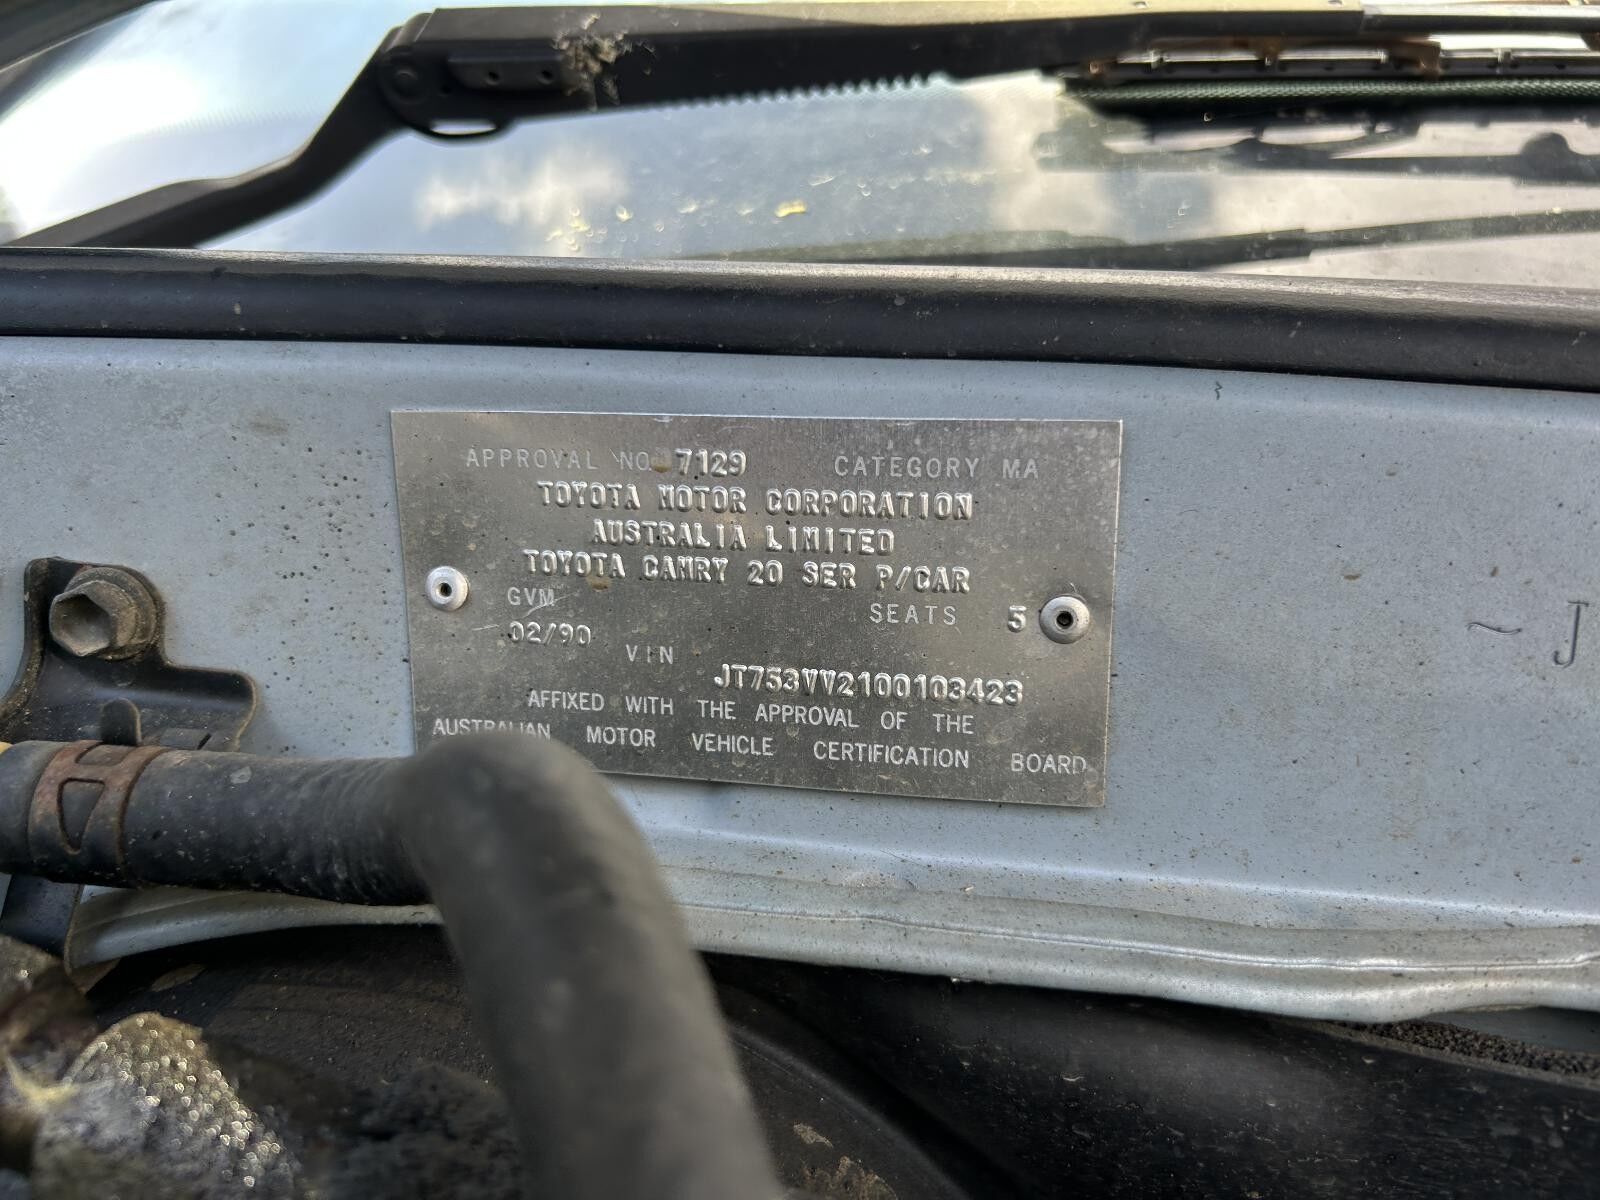 APPROVAL NO 7129 CATEGORY MA
TOYOTA MOTOR CORPORATION
AUSTRALIA LIMITED
TOYOTA CAMRY 20 SER P/CAR
GVM SEATS 5
02/90 VIN JT753VV2100103423
AFFIXED WITH THE APPROVAL OF THE
AUSTRALIAN MOTOR VEHICLE CERTIFICATION BOARD
~ J